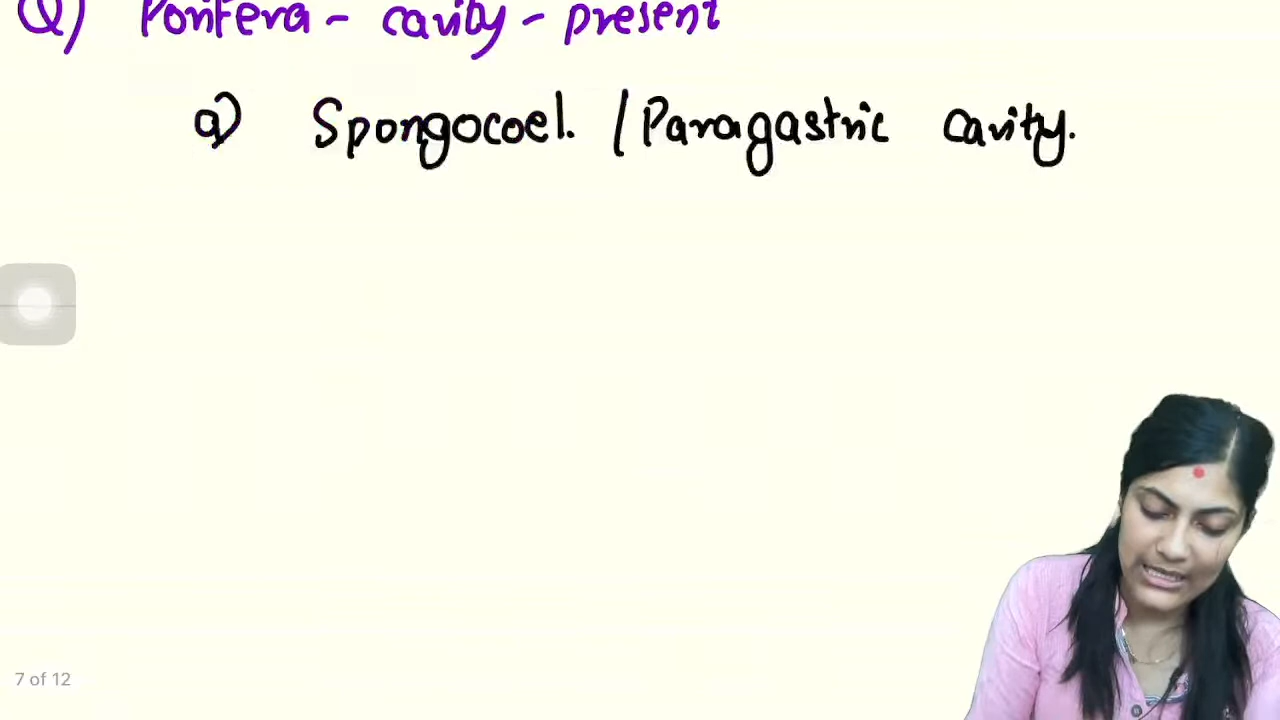 Q) Porifera - cavity - present
a) Spongocoel. / Paragastric cavity.
7 of 12